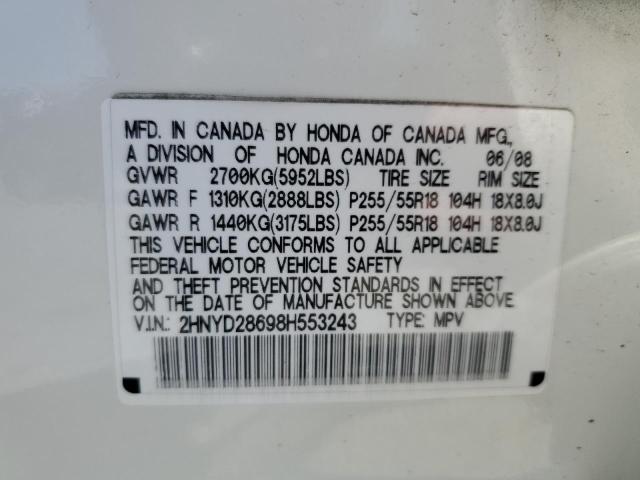 MFD. IN CANADA BY HONDA OF CANADA MFG.,
A DIVISION OF HONDA CANADA INC. 06/08
GVWR 2700KG(5952LBS) TIRE SIZE RIM SIZE
GAWR F 1310KG(2888LBS) P255/55R18 104H 18X8.0J
GAWR R 1440KG(3175LBS) P255/55R18 104H 18X8.0J
THIS VEHICLE CONFORMS TO ALL APPLICABLE
FEDERAL MOTOR VEHICLE SAFETY
AND THEFT PREVENTION STANDARDS IN EFFECT
ON THE DATE OF MANUFACTURE SHOWN ABOVE.
V.I.N.: 2HNYD28698H553243 TYPE: MPV